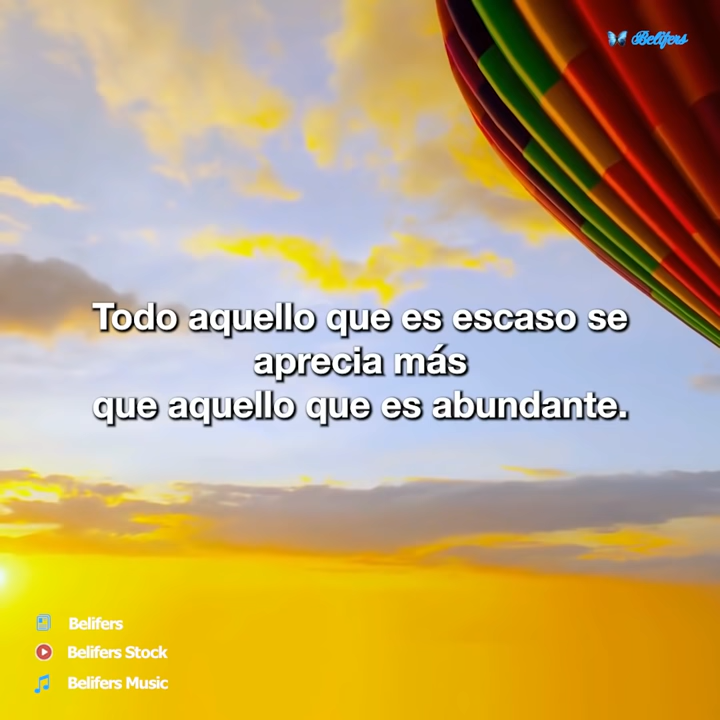 Belifers
Todo aquello que es escaso se
aprecia más
que aquello que es abundante.
Belifers
Belifers Stock
Belifers Music